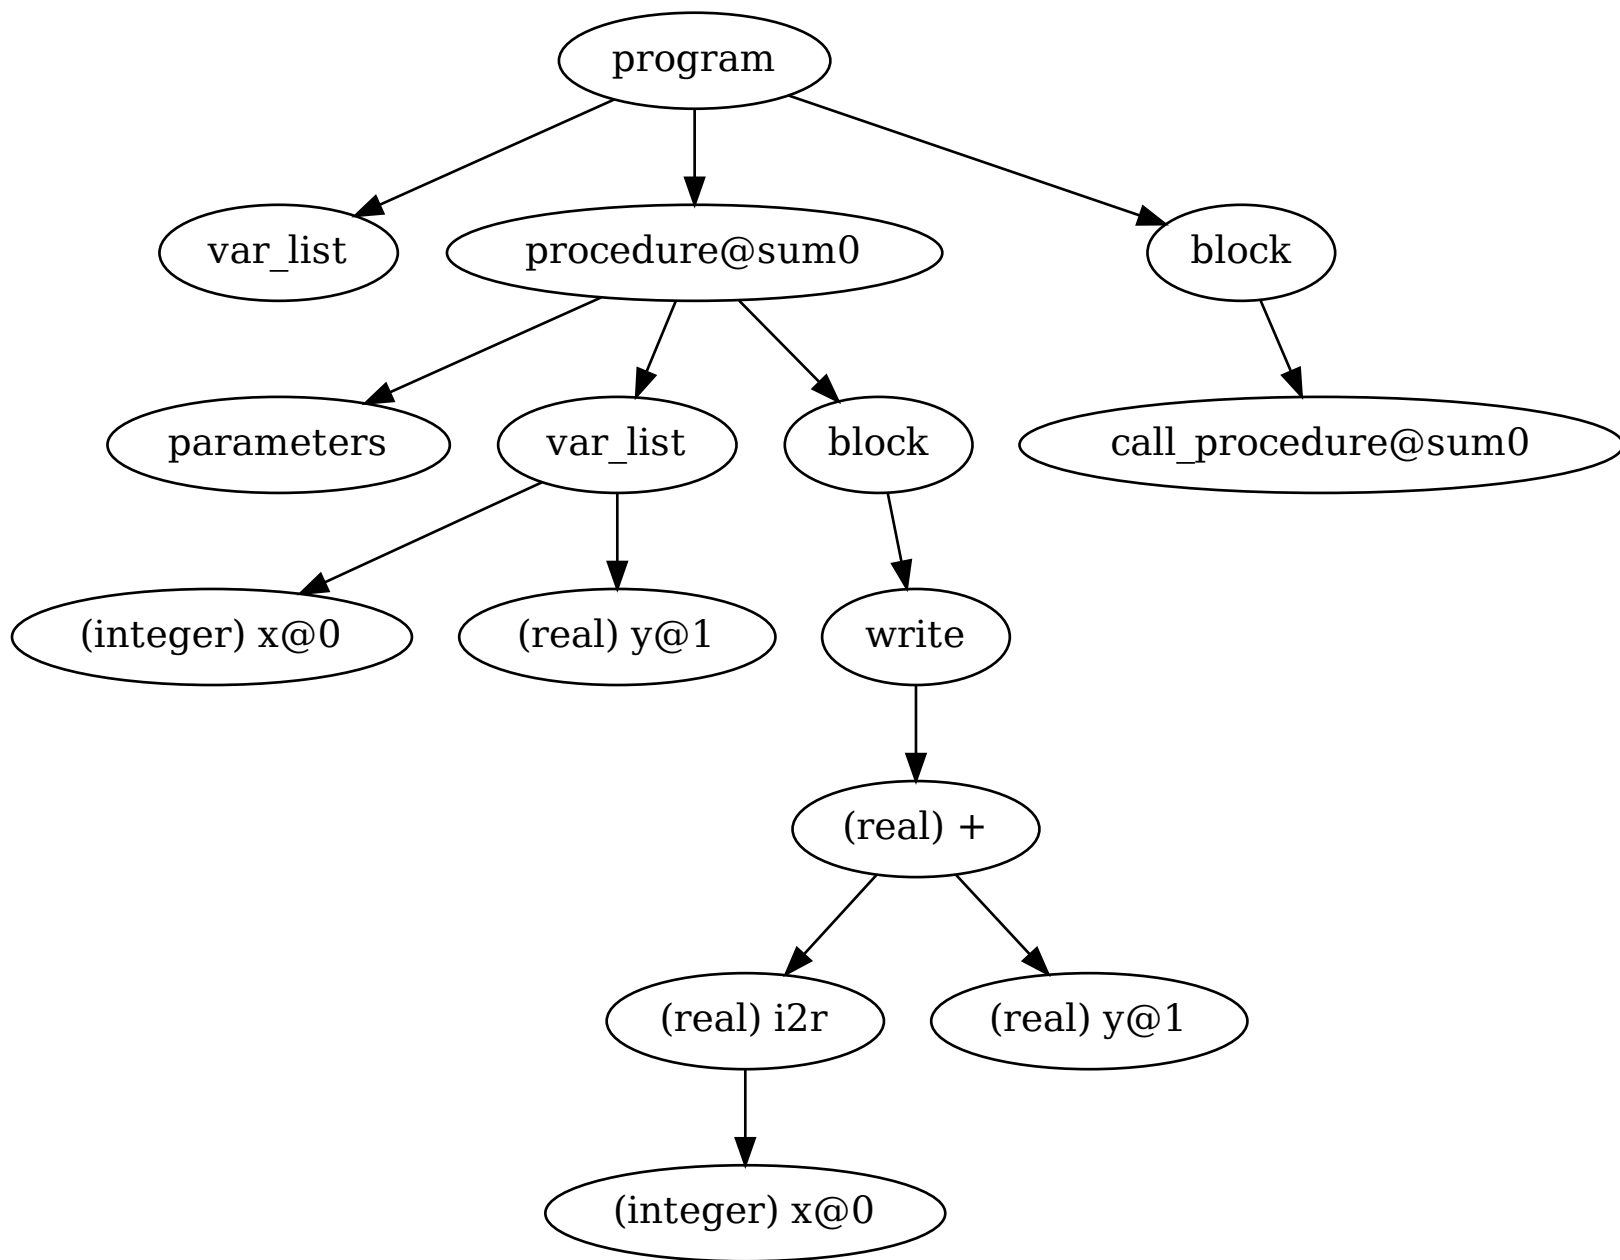 program
var_list
procedure@sum0
block
parameters
var_list
block
call_procedure@sum0
(integer) x@0
(real) y@1
write
(real) +
(real) i2r
(real) y@1
(integer) x@0